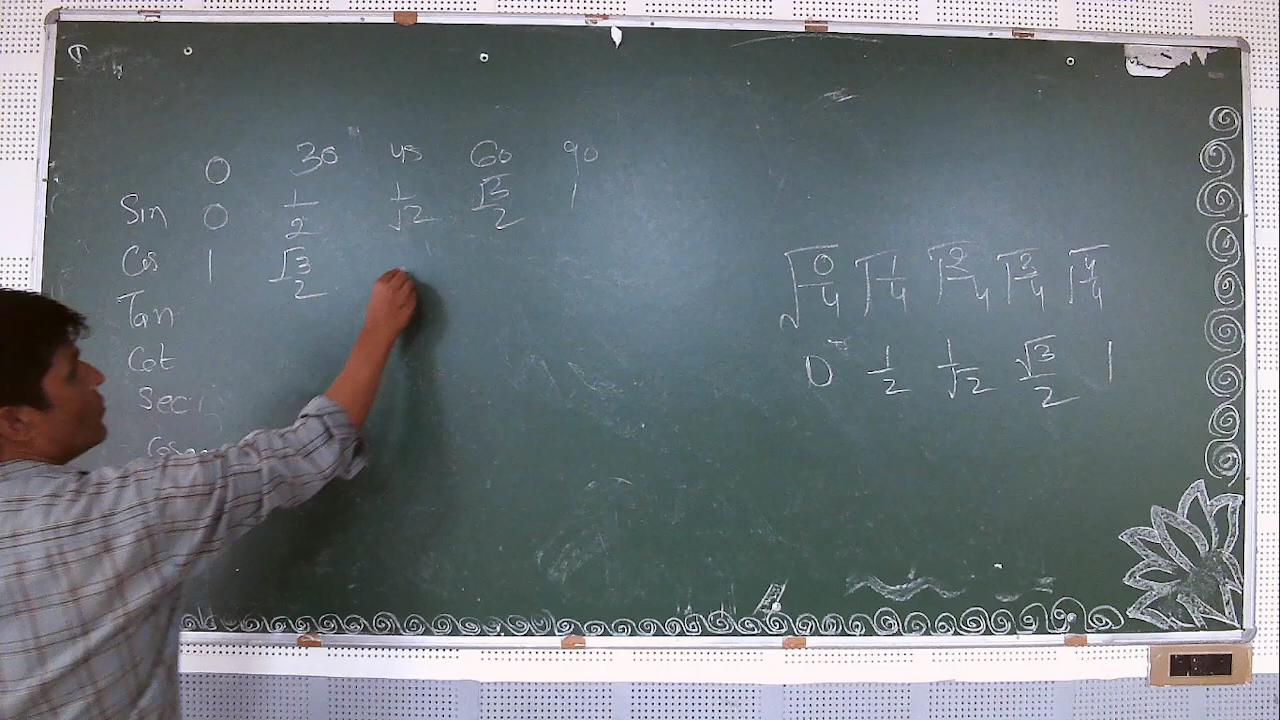 0 30 45 60 90
Sin 0 1/2 1/√2 √3/2 1
Cos 1 √3/2
Tan
Cot
Sec
√0/4 √1/4 √2/4 √3/4 √4/4
0 1/2 1/√2 √3/2 1